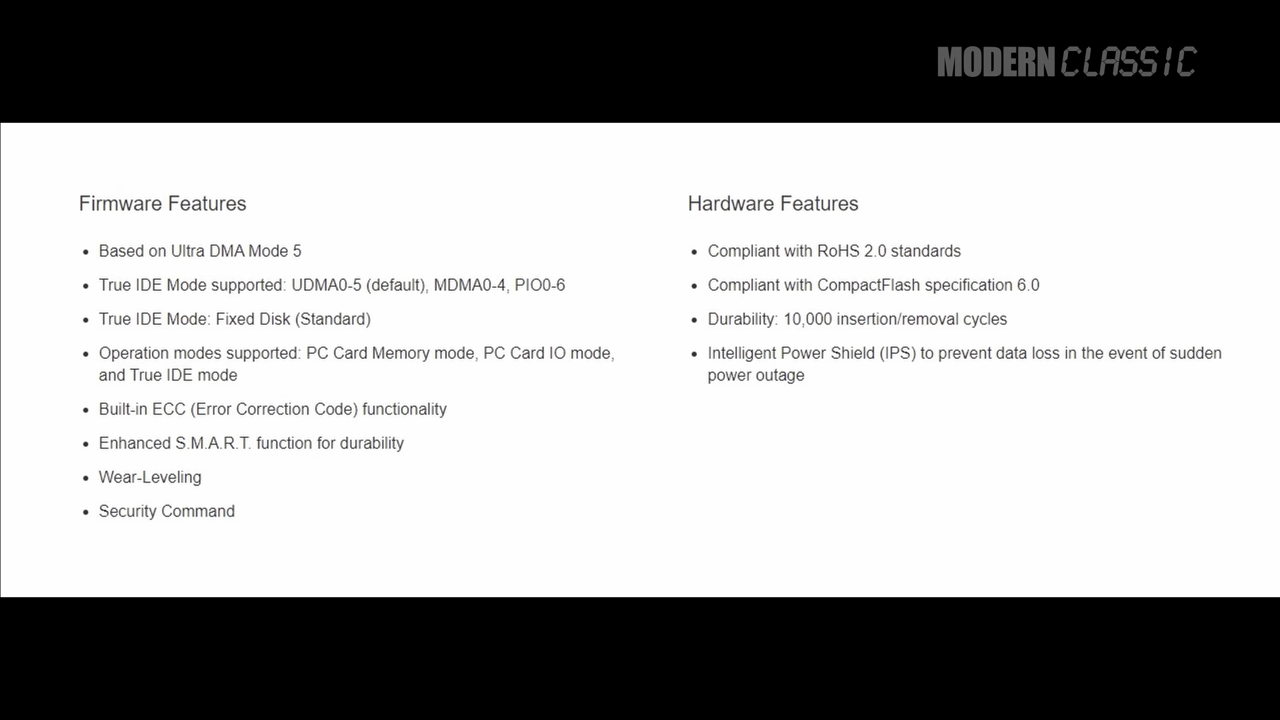 MODERN CLASSIC
Firmware Features
Based on Ultra DMA Mode 5
True IDE Mode supported: UDMA0-5 (default), MDMA0-4, PIO0-6
True IDE Mode: Fixed Disk (Standard)
Operation modes supported: PC Card Memory mode, PC Card IO mode,
and True IDE mode
Built-in ECC (Error Correction Code) functionality
Enhanced S.M.A.R.T. function for durability
Wear-Leveling
Security Command
Hardware Features
Compliant with RoHS 2.0 standards
Compliant with CompactFlash specification 6.0
Durability: 10,000 insertion/removal cycles
Intelligent Power Shield (IPS) to prevent data loss in the event of sudden
power outage